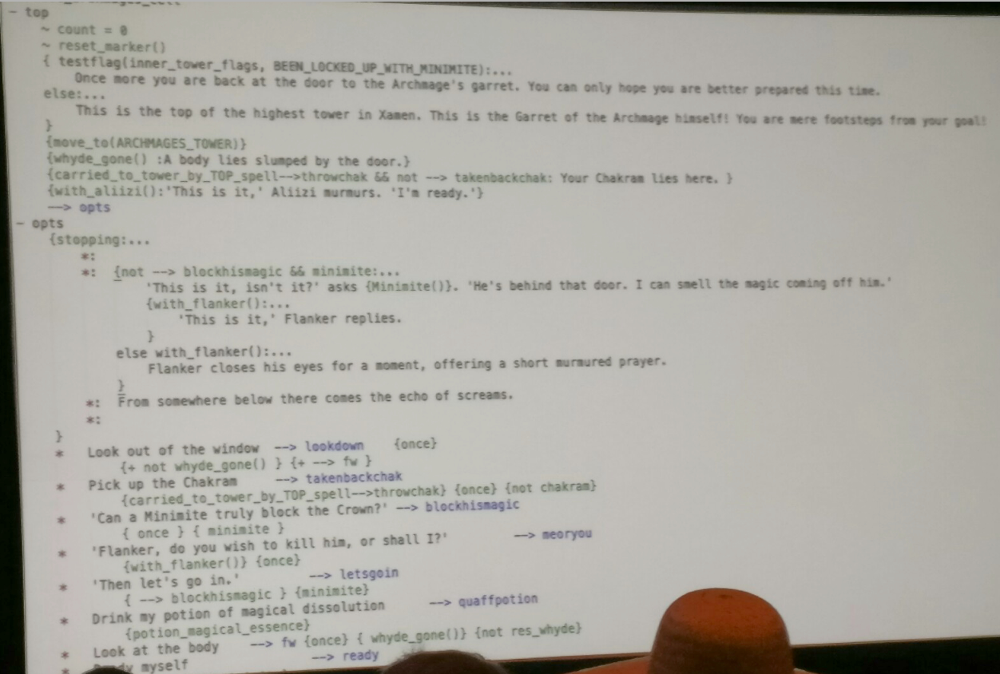 - top
~ count = 0
~ reset_marker()
{ testflag(inner_tower_flags, BEEN_LOCKED_UP_WITH_MINIMITE):...
Once more you are back at the door to the Archmage's garret. You can only hope you are better prepared this time.
else:...
This is the top of the highest tower in Xamen. This is the Garret of the Archmage himself! You are mere footsteps from your goal!
}
{move_to(ARCHMAGES_TOWER)}
{whyde_gone() :A body lies slumped by the door.}
{carried_to_tower_by_TOP_spell-->throwchak && not --> takenbackchak: Your Chakram lies here. }
{with_aliizi():'This is it,' Aliizi murmurs. 'I'm ready.'}
--> opts
- opts
{stopping:...
*:
*: {not --> blockhismagic && minimite:...
'This is it, isn't it?' asks {Minimite()}. 'He's behind that door. I can smell the magic coming off him.'
{with_flanker():...
'This is it,' Flanker replies.
}
else with_flanker():...
Flanker closes his eyes for a moment, offering a short murmured prayer.
}
*: From somewhere below there comes the echo of screams.
*:
}
* Look out of the window --> lookdown {once}
{+ not whyde_gone() } {+ --> fw }
* Pick up the Chakram --> takenbackchak
{carried_to_tower_by_TOP_spell-->throwchak} {once} {not chakram}
* 'Can a Minimite truly block the Crown?' --> blockhismagic
{ once } { minimite }
* 'Flanker, do you wish to kill him, or shall I?' --> meoryou
{with_flanker()} {once}
* 'Then let's go in.' --> letsgoin
{ --> blockhismagic } {minimite}
* Drink my potion of magical dissolution --> quaffpotion
{potion_magical_essence}
* Look at the body --> fw {once} { whyde_gone()} {not res_whyde}
* myself --> ready